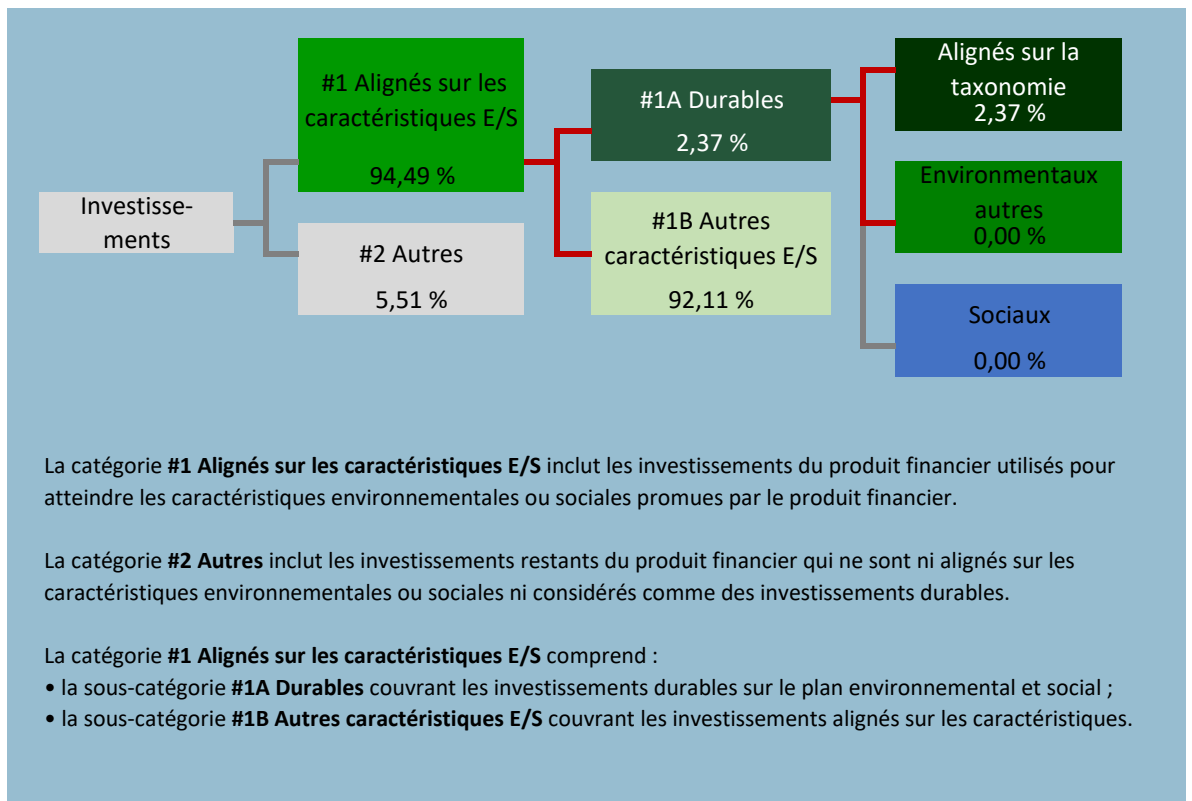 Investisse-
ments
#1 Alignés sur les
caractéristiques E/S
94,49 %
#2 Autres
5,51 %
#1A Durables
2,37 %
#1B Autres
caractéristiques E/S
92,11 %
Alignés sur la
taxonomie
2,37 %
Environmentaux
autres
0,00 %
Sociaux
0,00 %
La catégorie #1 Alignés sur les caractéristiques E/S inclut les investissements du produit financier utilisés pour
atteindre les caractéristiques environnementales ou sociales promues par le produit financier.
La catégorie #2 Autres inclut les investissements restants du produit financier qui ne sont ni alignés sur les
caractéristiques environnementales ou sociales ni considérés comme des investissements durables.
La catégorie #1 Alignés sur les caractéristiques E/S comprend :
• la sous-catégorie #1A Durables couvrant les investissements durables sur le plan environnemental et social ;
• la sous-catégorie #1B Autres caractéristiques E/S couvrant les investissements alignés sur les caractéristiques.